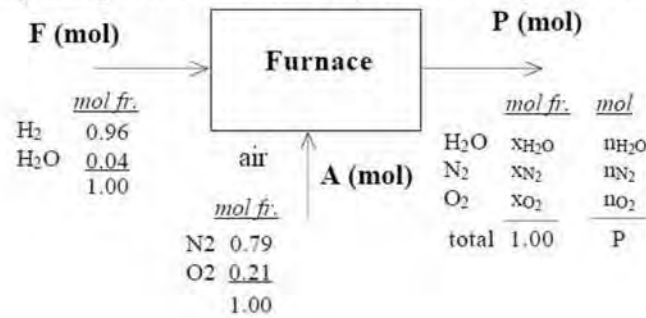 F (mol)
mol fr.
H2 0.96
H2O 0.04
1.00
Furnace
air
A (mol)
mol fr.
N2 0.79
O2 0.21
1.00
P (mol)
mol fr. mol
H2O xH2O nH2O
N2 xN2 nN2
O2 xO2 nO2
total 1.00 P